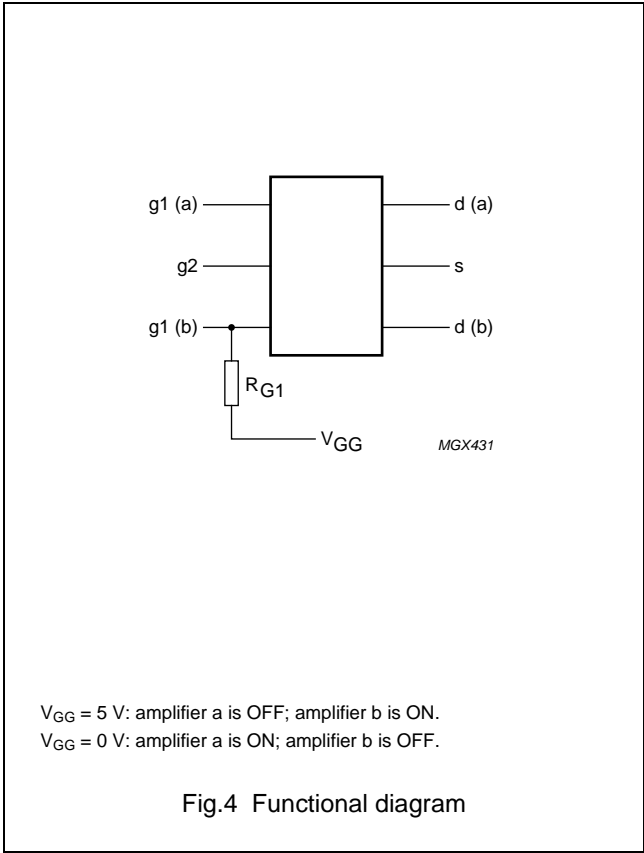 g1 (a)
d (a)
g2
s
g1 (b)
d (b)
RG1
VGG
MGX431
VGG = 5 V: amplifier a is OFF; amplifier b is ON.
VGG = 0 V: amplifier a is ON; amplifier b is OFF.
Fig.4 Functional diagram